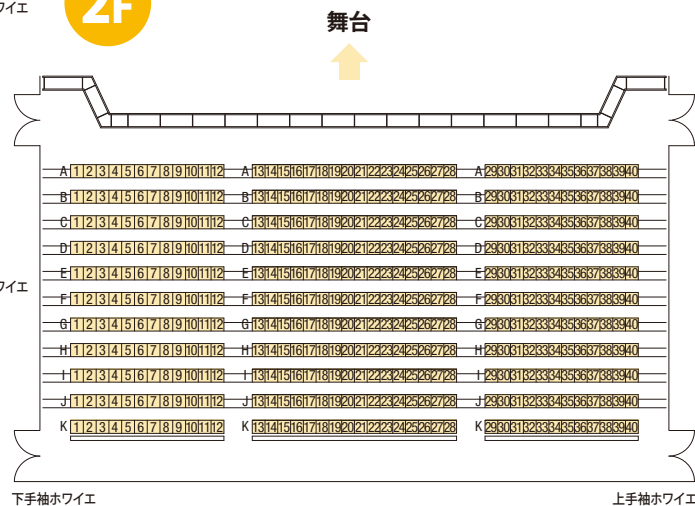 ワイエ
2F
舞台
A 1 2 3 4 5 6 7 8 9 10 11 12 A 13 14 15 16 17 18 19 20 21 22 23 24 25 26 27 28 A 29 30 31 32 33 34 35 36 37 38 39 40
B 1 2 3 4 5 6 7 8 9 10 11 12 B 13 14 15 16 17 18 19 20 21 22 23 24 25 26 27 28 B 29 30 31 32 33 34 35 36 37 38 39 40
C 1 2 3 4 5 6 7 8 9 10 11 12 C 13 14 15 16 17 18 19 20 21 22 23 24 25 26 27 28 C 29 30 31 32 33 34 35 36 37 38 39 40
D 1 2 3 4 5 6 7 8 9 10 11 12 D 13 14 15 16 17 18 19 20 21 22 23 24 25 26 27 28 D 29 30 31 32 33 34 35 36 37 38 39 40
E 1 2 3 4 5 6 7 8 9 10 11 12 E 13 14 15 16 17 18 19 20 21 22 23 24 25 26 27 28 E 29 30 31 32 33 34 35 36 37 38 39 40
ワイエ
F 1 2 3 4 5 6 7 8 9 10 11 12 F 13 14 15 16 17 18 19 20 21 22 23 24 25 26 27 28 F 29 30 31 32 33 34 35 36 37 38 39 40
G 1 2 3 4 5 6 7 8 9 10 11 12 G 13 14 15 16 17 18 19 20 21 22 23 24 25 26 27 28 G 29 30 31 32 33 34 35 36 37 38 39 40
H 1 2 3 4 5 6 7 8 9 10 11 12 H 13 14 15 16 17 18 19 20 21 22 23 24 25 26 27 28 H 29 30 31 32 33 34 35 36 37 38 39 40
I 1 2 3 4 5 6 7 8 9 10 11 12 I 13 14 15 16 17 18 19 20 21 22 23 24 25 26 27 28 I 29 30 31 32 33 34 35 36 37 38 39 40
J 1 2 3 4 5 6 7 8 9 10 11 12 J 13 14 15 16 17 18 19 20 21 22 23 24 25 26 27 28 J 29 30 31 32 33 34 35 36 37 38 39 40
K 1 2 3 4 5 6 7 8 9 10 11 12 K 13 14 15 16 17 18 19 20 21 22 23 24 25 26 27 28 K 29 30 31 32 33 34 35 36 37 38 39 40
下手袖ホワイエ 上手袖ホワイエ